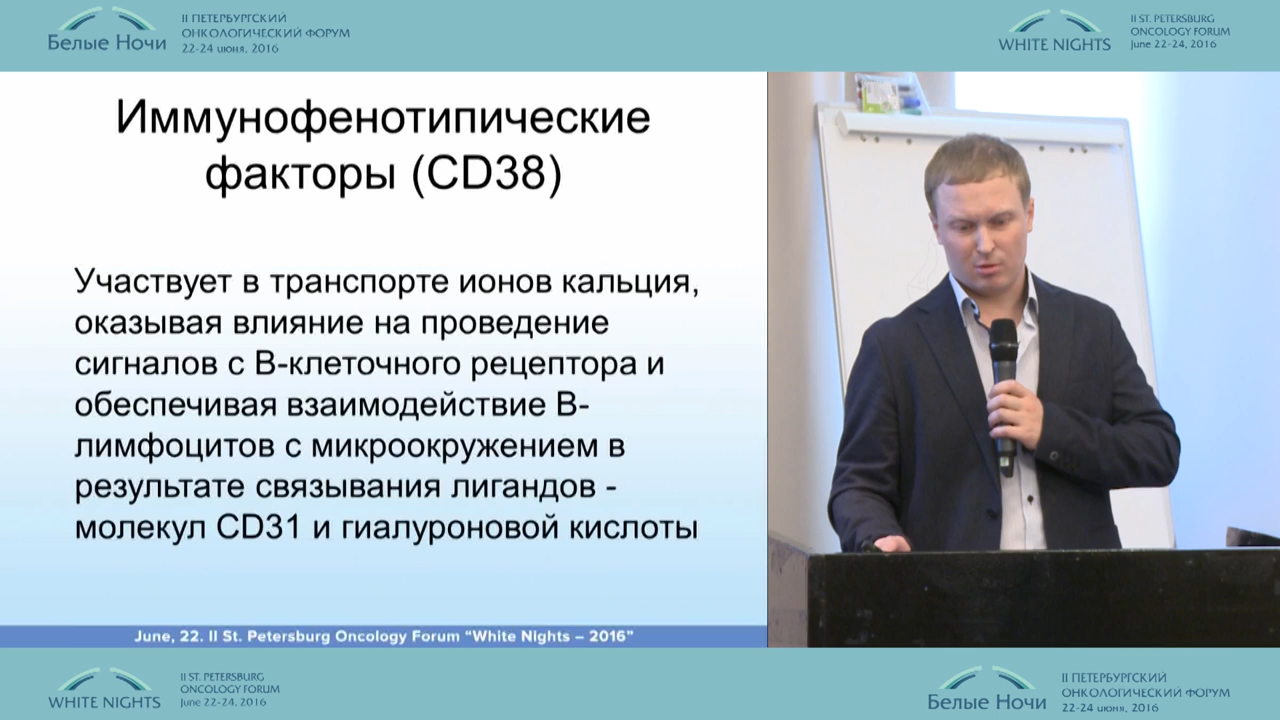 Белые Ночи
II ПЕТЕРБУРГСКИЙ
ОНКОЛОГИЧЕСКИЙ ФОРУМ
22-24 июня, 2016
WHITE NIGHTS
II ST. PETERSBURG
ONCOLOGY FORUM
June 22-24, 2016
Иммунофенотипические
факторы (CD38)
Участвует в транспорте ионов кальция,
оказывая влияние на проведение
сигналов с В-клеточного рецептора и
обеспечивая взаимодействие В-
лимфоцитов с микроокружением в
результате связывания лигандов -
молекул CD31 и гиалуроновой кислоты
June, 22. II St. Petersburg Oncology Forum “White Nights – 2016”
WHITE NIGHTS
II ST. PETERSBURG
ONCOLOGY FORUM
June 22-24, 2016
Белые Ночи
II ПЕТЕРБУРГСКИЙ
ОНКОЛОГИЧЕСКИЙ ФОРУМ
22-24 июня, 2016